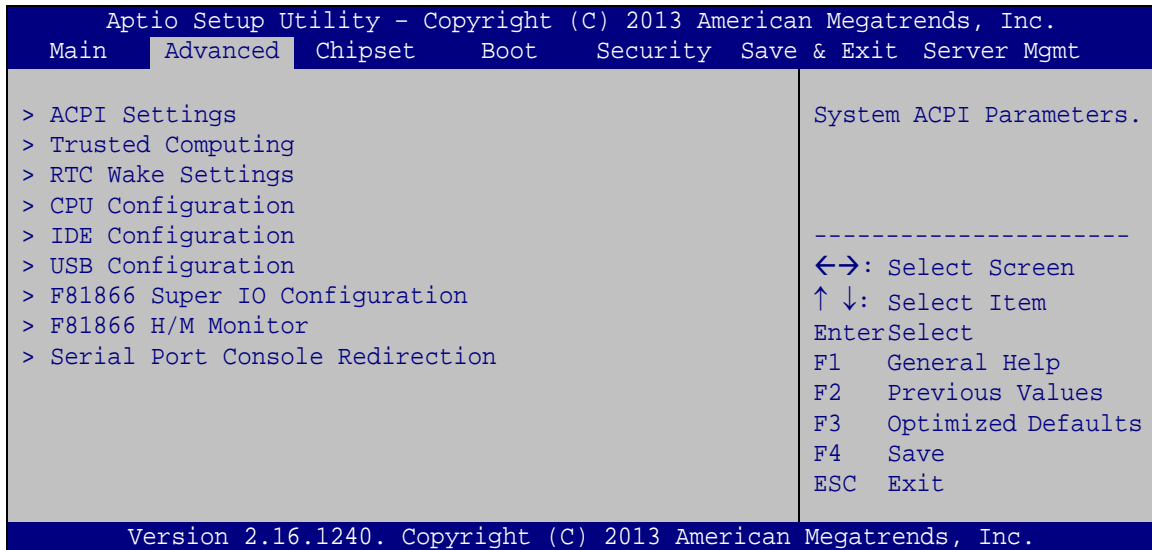 Aptio Setup Utility – Copyright (C) 2013 American Megatrends, Inc.
Main Advanced Chipset Boot Security Save & Exit Server Mgmt
> ACPI Settings
> Trusted Computing
> RTC Wake Settings
> CPU Configuration
> IDE Configuration
> USB Configuration
> F81866 Super IO Configuration
> F81866 H/M Monitor
> Serial Port Console Redirection
System ACPI Parameters.
----------------------
←→: Select Screen
↑ ↓: Select Item
EnterSelect
F1 General Help
F2 Previous Values
F3 Optimized Defaults
F4 Save
ESC Exit
Version 2.16.1240. Copyright (C) 2013 American Megatrends, Inc.